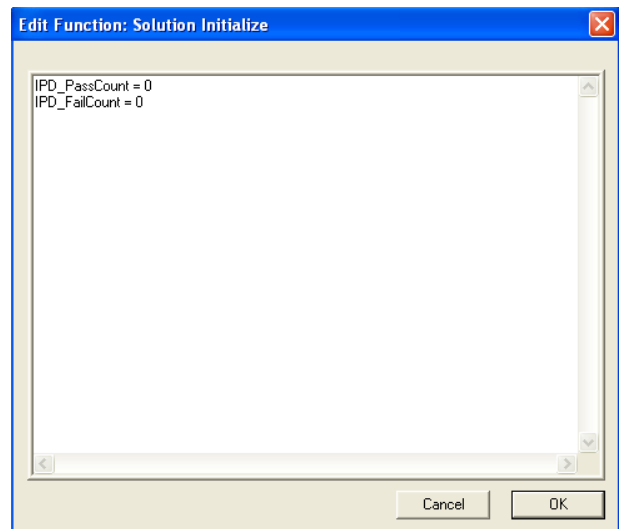 Edit Function: Solution Initialize
IPD_PassCount = 0
IPD_FailCount = 0
Cancel
OK